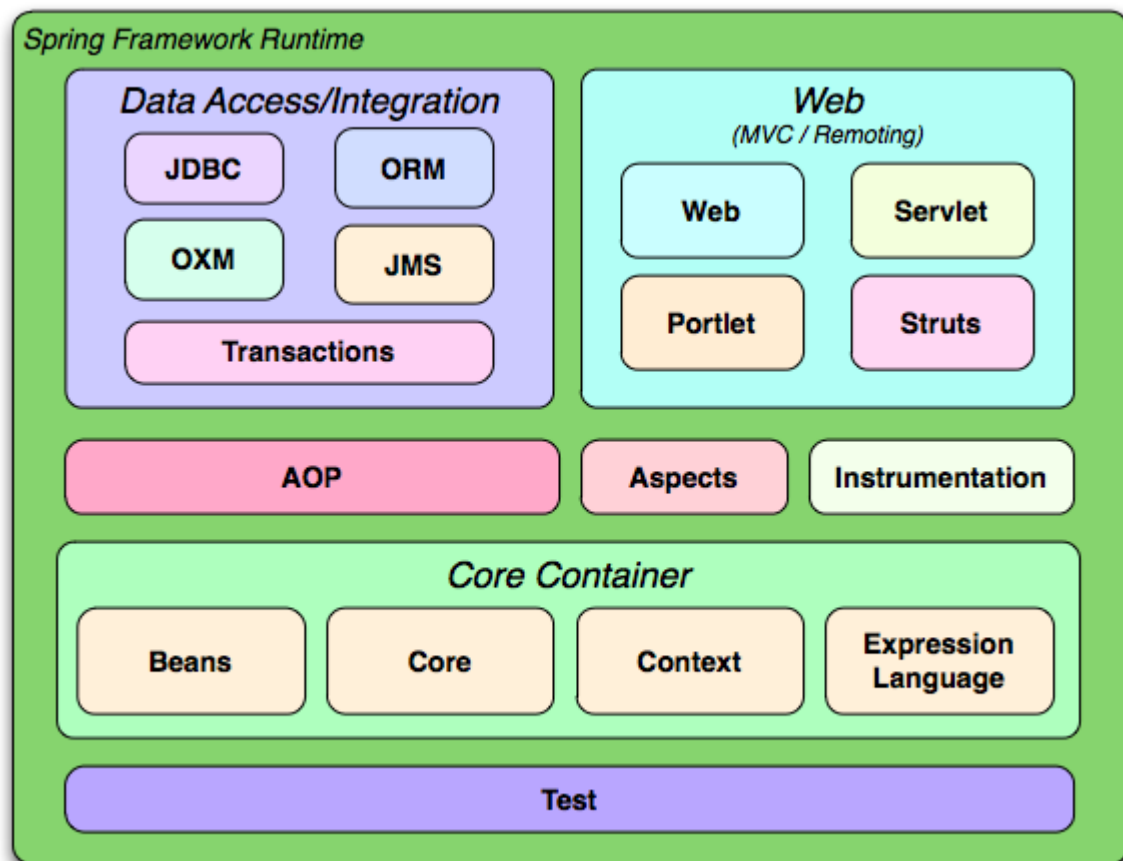 Spring Framework Runtime
Data Access/Integration
JDBC
ORM
OXM
JMS
Transactions
Web
(MVC / Remoting)
Web
Servlet
Portlet
Struts
AOP
Aspects
Instrumentation
Core Container
Beans
Core
Context
Expression
Language
Test